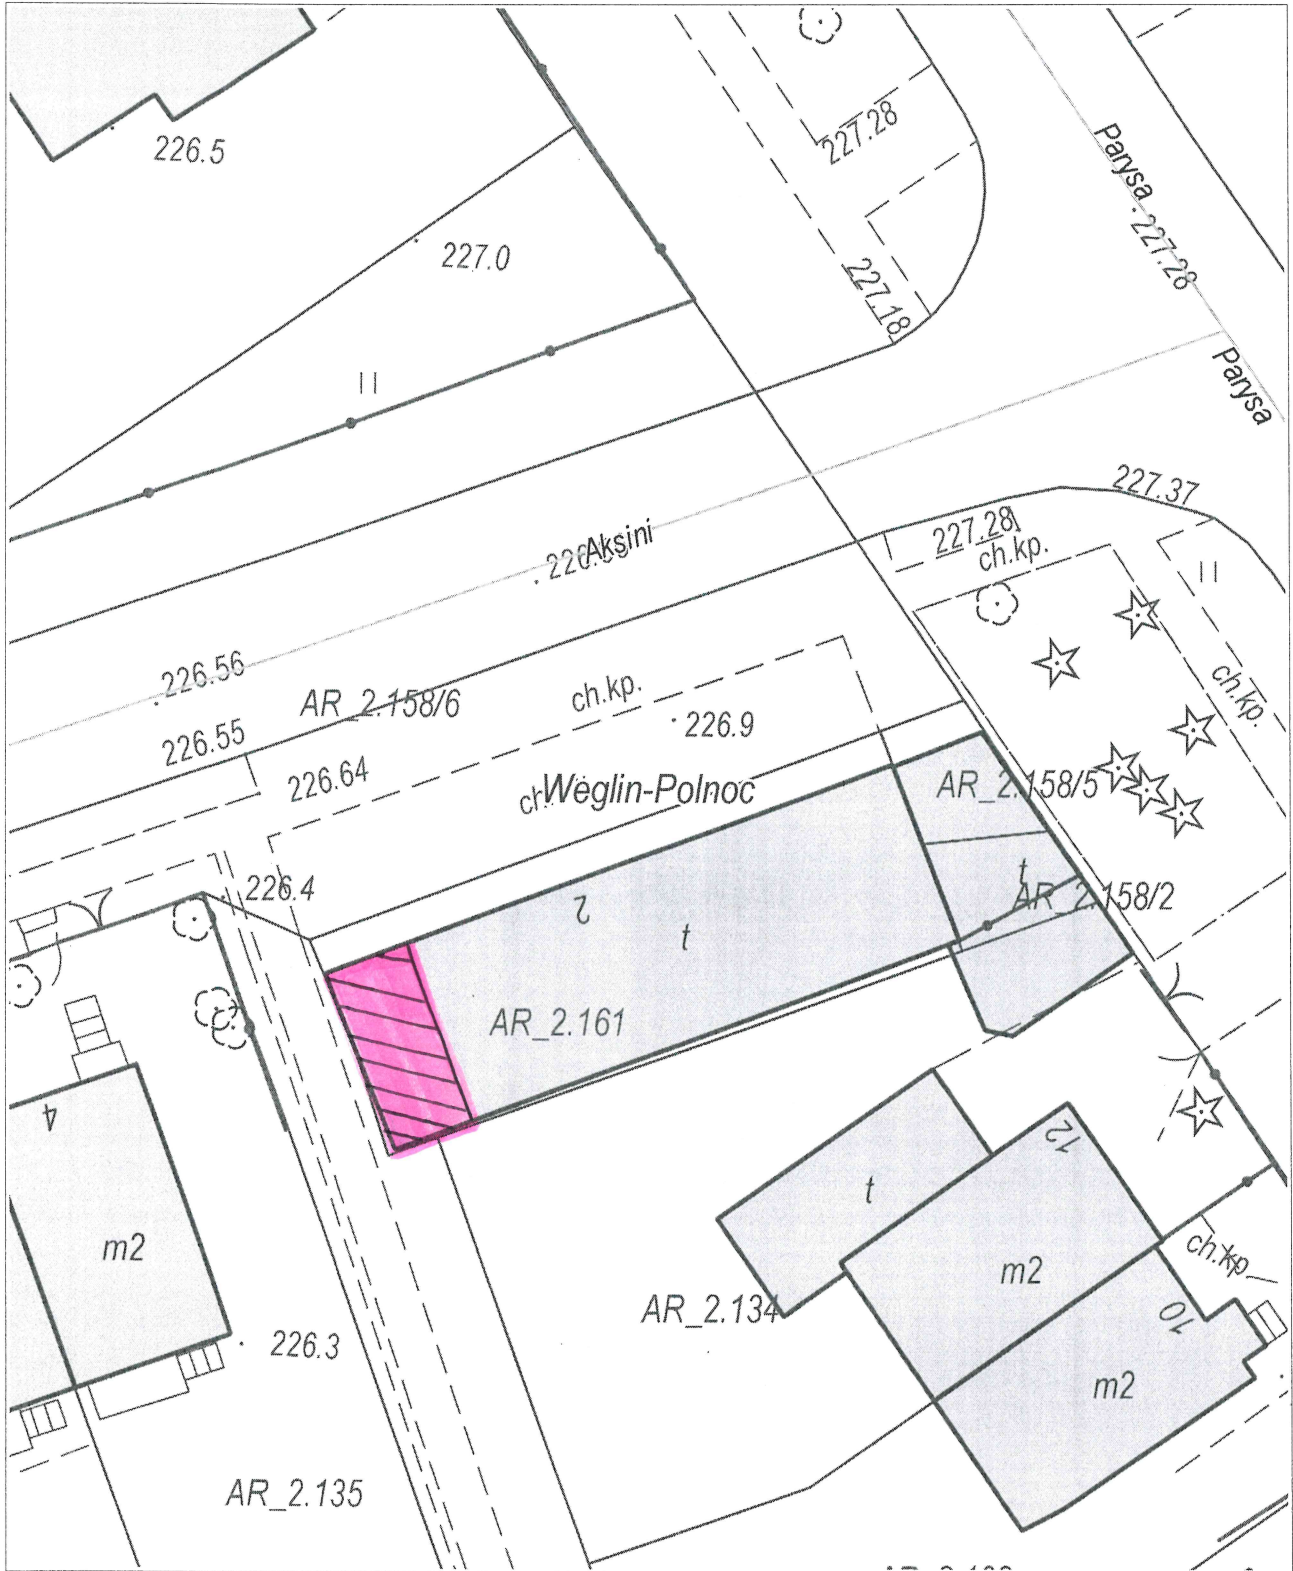 226.5
227.28
Parysa
227.28
227.0
227.18
Parysa
227.37
227.28
ch.kp.
Aksini
226.56
AR_2.158/6
ch.kp.
226.9
ch.kp.
226.55
226.64
Węglin-Polnoc
AR_2.158/5
226.4
t
AR_2.158/2
2
t
AR_2.161
4
12
t
m2
m2
ch.kp.
AR_2.134
10
226.3
m2
AR_2.135